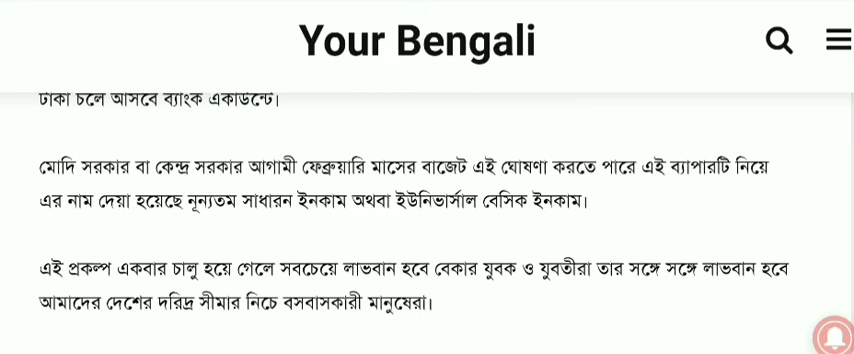 Your Bengali
টাকা চলে আসবে ব্যাংক একাউন্টে।
মোদি সরকার বা কেন্দ্র সরকার আগামী ফেব্রুয়ারি মাসের বাজেট এই ঘোষণা করতে পারে এই ব্যাপারটি নিয়ে
এর নাম দেয়া হয়েছে নূন্যতম সাধারন ইনকাম অথবা ইউনিভার্সাল বেসিক ইনকাম।
এই প্রকল্প একবার চালু হয়ে গেলে সবচেয়ে লাভবান হবে বেকার যুবক ও যুবতীরা তার সঙ্গে সঙ্গে লাভবান হবে
আমাদের দেশের দরিদ্র সীমার নিচে বসবাসকারী মানুষেরা।